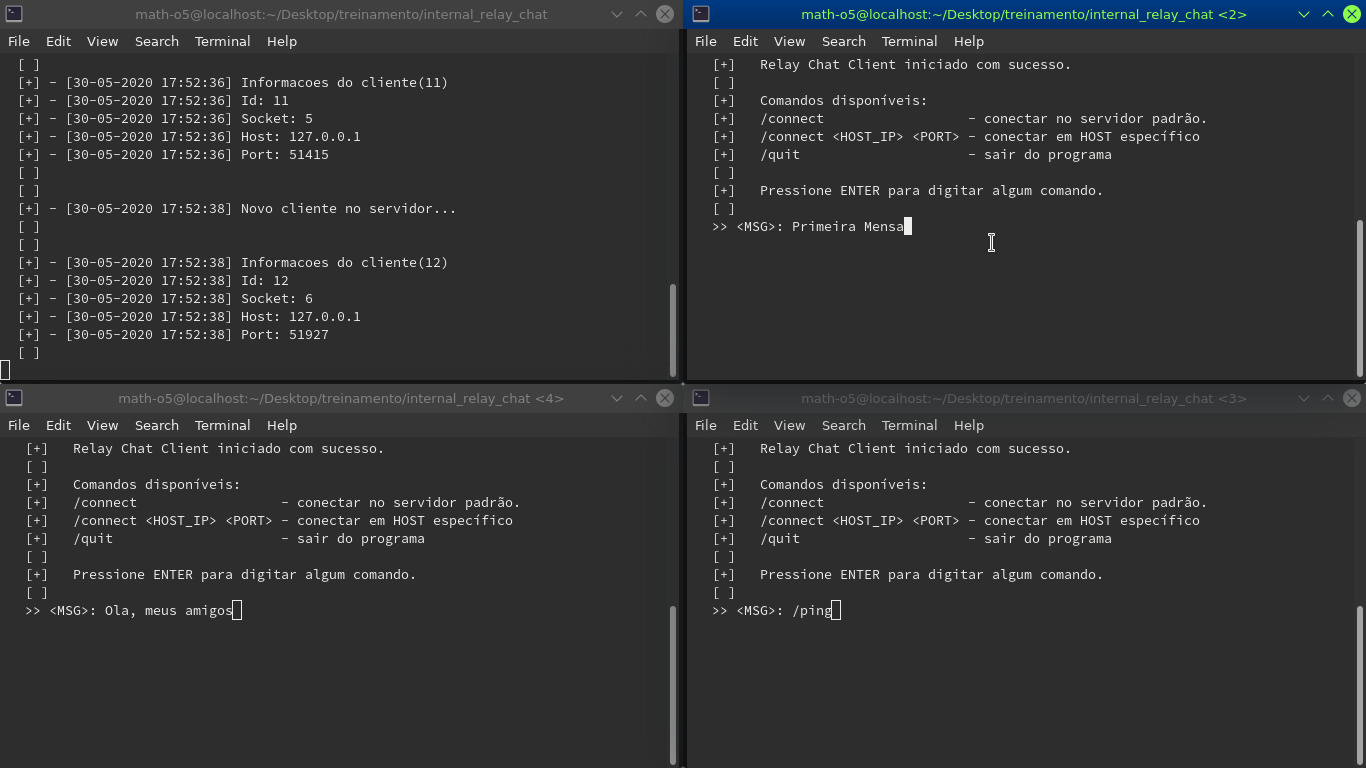 math-o5@localhost:~/Desktop/treinamento/internal_relay_chat
File Edit View Search Terminal Help
[ ]
[+] - [30-05-2020 17:52:36] Informacoes do cliente(11)
[+] - [30-05-2020 17:52:36] Id: 11
[+] - [30-05-2020 17:52:36] Socket: 5
[+] - [30-05-2020 17:52:36] Host: 127.0.0.1
[+] - [30-05-2020 17:52:36] Port: 51415
[ ]
[ ]
[+] - [30-05-2020 17:52:38] Novo cliente no servidor...
[ ]
[ ]
[+] - [30-05-2020 17:52:38] Informacoes do cliente(12)
[+] - [30-05-2020 17:52:38] Id: 12
[+] - [30-05-2020 17:52:38] Socket: 6
[+] - [30-05-2020 17:52:38] Host: 127.0.0.1
[+] - [30-05-2020 17:52:38] Port: 51927
[ ]
math-o5@localhost:~/Desktop/treinamento/internal_relay_chat <2>
File Edit View Search Terminal Help
[+] Relay Chat Client iniciado com sucesso.
[ ]
[+] Comandos disponíveis:
[+] /connect - conectar no servidor padrão.
[+] /connect <HOST_IP> <PORT> - conectar em HOST específico
[+] /quit - sair do programa
[ ]
[+] Pressione ENTER para digitar algum comando.
[ ]
>> <MSG>: Primeira Mensa
math-o5@localhost:~/Desktop/treinamento/internal_relay_chat <4>
File Edit View Search Terminal Help
[+] Relay Chat Client iniciado com sucesso.
[ ]
[+] Comandos disponíveis:
[+] /connect - conectar no servidor padrão.
[+] /connect <HOST_IP> <PORT> - conectar em HOST específico
[+] /quit - sair do programa
[ ]
[+] Pressione ENTER para digitar algum comando.
[ ]
>> <MSG>: Ola, meus amigos
math-o5@localhost:~/Desktop/treinamento/internal_relay_chat <3>
File Edit View Search Terminal Help
[+] Relay Chat Client iniciado com sucesso.
[ ]
[+] Comandos disponíveis:
[+] /connect - conectar no servidor padrão.
[+] /connect <HOST_IP> <PORT> - conectar em HOST específico
[+] /quit - sair do programa
[ ]
[+] Pressione ENTER para digitar algum comando.
[ ]
>> <MSG>: /ping